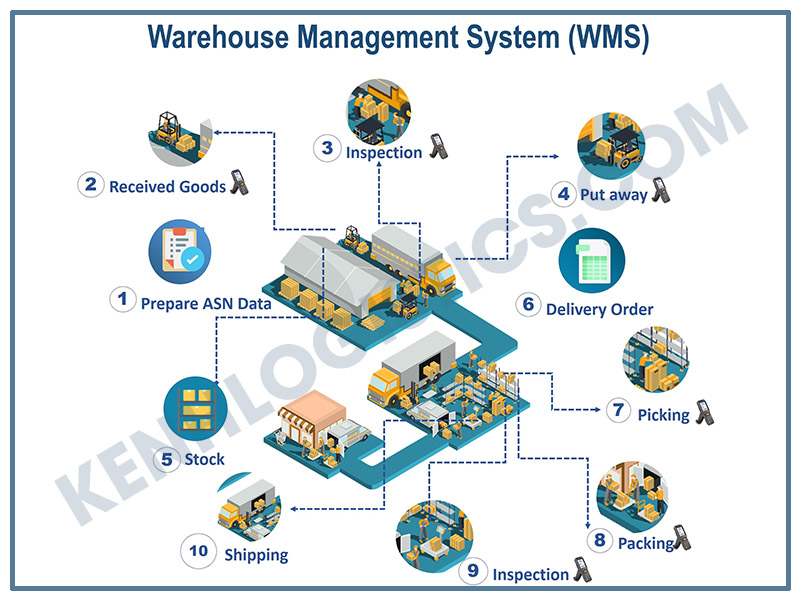 Warehouse Management System (WMS)
3 Inspection
2 Received Goods
4 Put away
1 Prepare ASN Data
6 Delivery Order
7 Picking
5 Stock
8 Packing
10 Shipping
9 Inspection
KENHLOGISTICS.COM